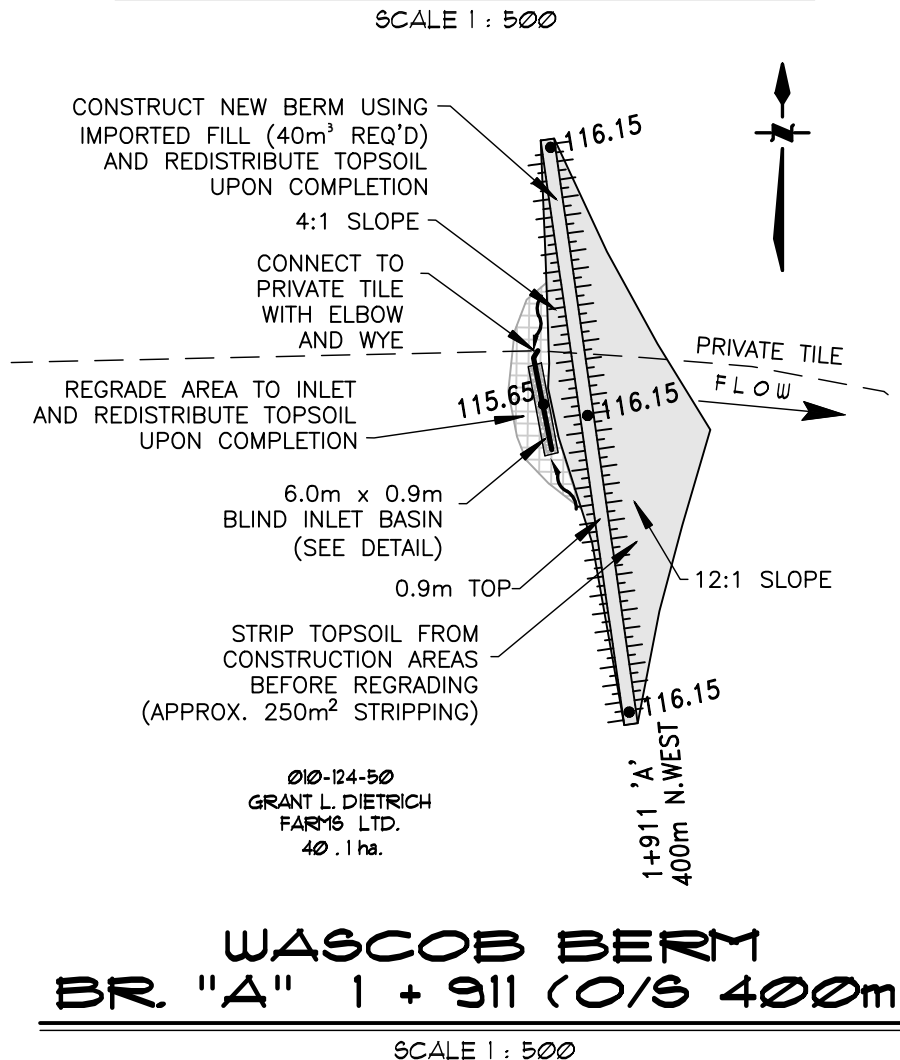 SCALE 1 : 500
CONSTRUCT NEW BERM USING
IMPORTED FILL (40m³ REQ'D)
AND REDISTRIBUTE TOPSOIL
UPON COMPLETION
116.15
N
4:1 SLOPE
CONNECT TO
PRIVATE TILE
WITH ELBOW
AND WYE
PRIVATE TILE
FLOW
REGRADE AREA TO INLET
AND REDISTRIBUTE TOPSOIL
UPON COMPLETION
115.65
116.15
6.0m x 0.9m
BLIND INLET BASIN
(SEE DETAIL)
0.9m TOP
12:1 SLOPE
STRIP TOPSOIL FROM
CONSTRUCTION AREAS
BEFORE REGRADING
(APPROX. 250m² STRIPPING)
116.15
1+911 'A'
400m N.WEST
010-124-50
GRANT L. DIETRICH
FARMS LTD.
40 .1 ha.
WASCOB BERM
BR. "A" 1 + 911 (O/S 400m
SCALE 1 : 500